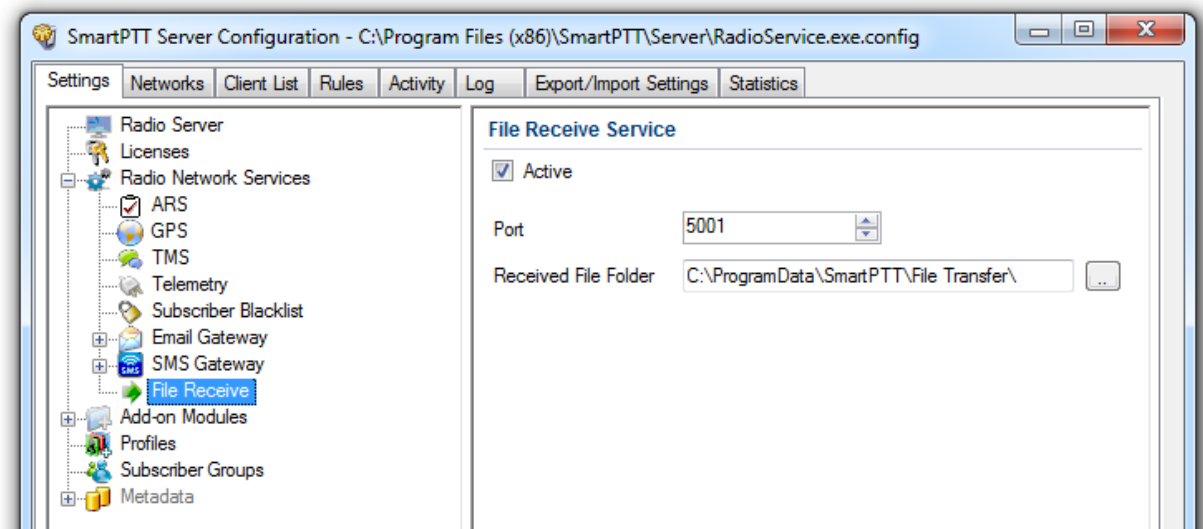 SmartPTT Server Configuration - C:\Program Files (x86)\SmartPTT\Server\RadioService.exe.config
Settings Networks Client List Rules Activity Log Export/Import Settings Statistics
Radio Server
Licenses
Radio Network Services
ARS
GPS
TMS
Telemetry
Subscriber Blacklist
Email Gateway
SMS Gateway
File Receive
Add-on Modules
Profiles
Subscriber Groups
Metadata
File Receive Service
Active
Port 5001
Received File Folder C:\ProgramData\SmartPTT\File Transfer\ ..